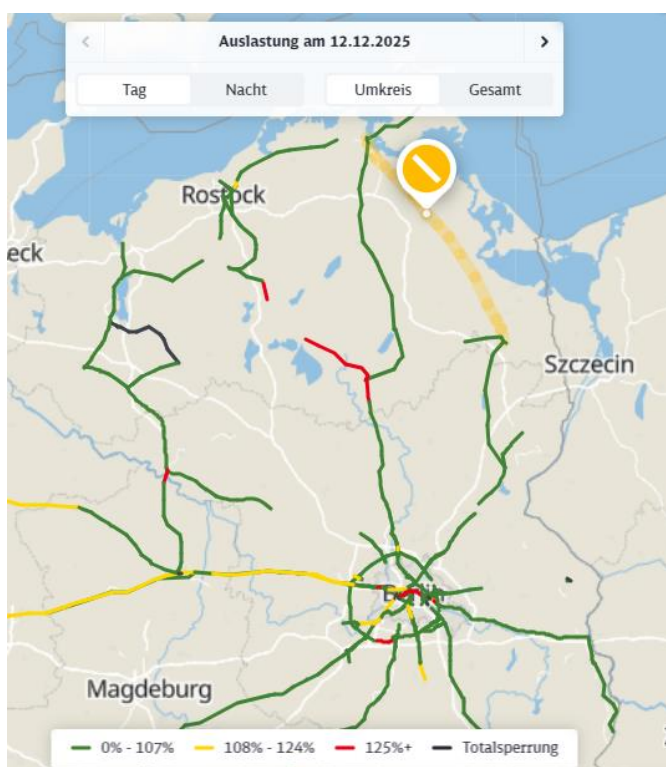 Auslastung am 12.12.2025
Tag Nacht Umkreis Gesamt
Rostock
eck
Szczecin
Berlin
Magdeburg
0% - 107% 108% - 124% 125%+ Totalsperrung